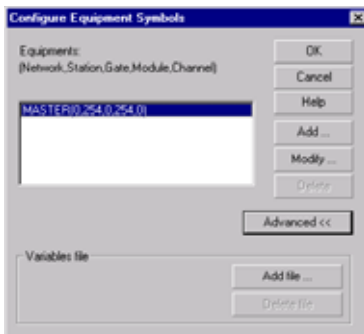 Configure Equipment Symbols
Equipments:
(Network,Station,Gate,Module,Channel)
MASTER(0,254,0,254,0)
OK
Cancel
Help
Add ...
Modify ...
Delete
Advanced <<
Variables file
Add file ...
Delete file